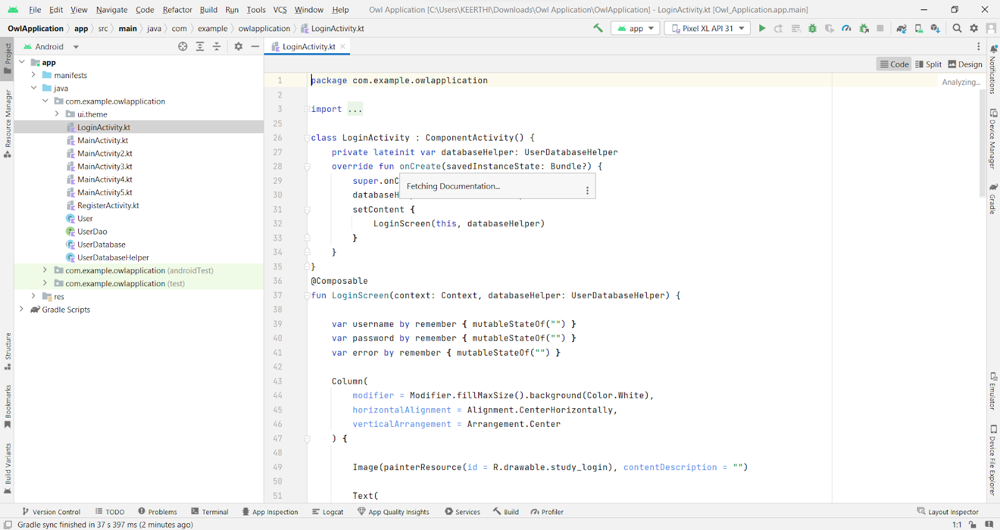 File Edit View Navigate Code Refactor Build Run Tools VCS Window Help Owl Application [C:\Users\KEERTHI\Downloads\Owl Application\OwlApplication] - LoginActivity.kt [Owl_Application.app.main]
OwlApplication app src main java com example owlapplication LoginActivity.kt app Pixel XL API 31
Project
Resource Manager
Structure
Bookmarks
Build Variants
Android
app
manifests
java
com.example.owlapplication
ui.theme
LoginActivity.kt
MainActivity.kt
MainActivity2.kt
MainActivity3.kt
MainActivity4.kt
MainActivity5.kt
RegisterActivity.kt
User
UserDao
UserDatabase
UserDatabaseHelper
com.example.owlapplication (androidTest)
com.example.owlapplication (test)
res
Gradle Scripts
LoginActivity.kt
Code Split Design
Analyzing...
1 package com.example.owlapplication
2
3 import ...
25
26 class LoginActivity : ComponentActivity() {
27 private lateinit var databaseHelper: UserDatabaseHelper
28 override fun onCreate(savedInstanceState: Bundle?) {
29 super.onC
Fetching Documentation...
30 databaseH
31 setContent {
32 LoginScreen(this, databaseHelper)
33 }
34 }
35 }
36 @Composable
37 fun LoginScreen(context: Context, databaseHelper: UserDatabaseHelper) {
38
39 var username by remember { mutableStateOf("") }
40 var password by remember { mutableStateOf("") }
41 var error by remember { mutableStateOf("") }
42
43 Column(
44 modifier = Modifier.fillMaxSize().background(Color.White),
45 horizontalAlignment = Alignment.CenterHorizontally,
46 verticalArrangement = Arrangement.Center
47 ) {
48
49 Image(painterResource(id = R.drawable.study_login), contentDescription = "")
50
51 Text(
Notifications
Device Manager
Gradle
Emulator
Device File Explorer
Version Control TODO Problems Terminal App Inspection Logcat App Quality Insights Services Build Profiler Layout Inspector
Gradle sync finished in 37 s 397 ms (2 minutes ago) 1:1